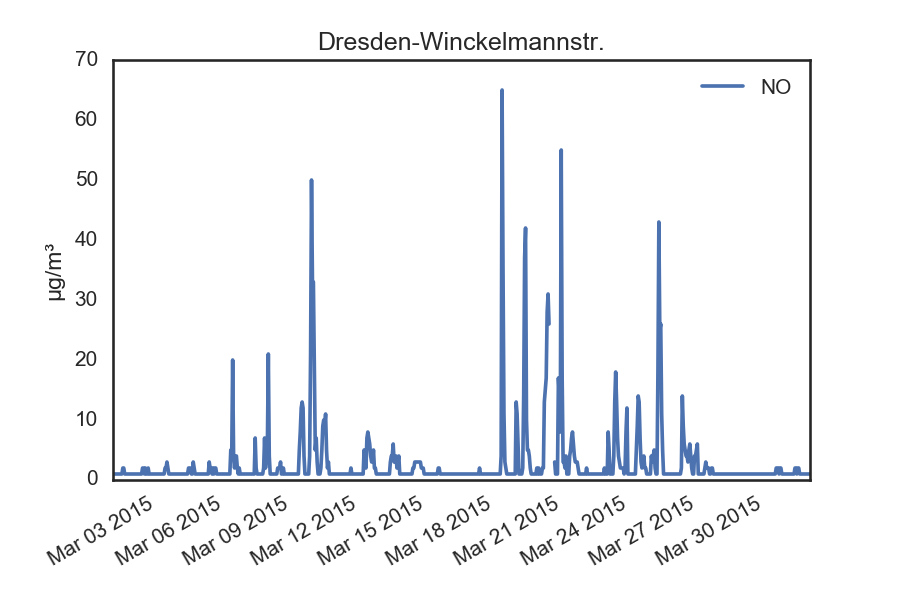 Dresden-Winckelmannstr.
70
60
50
40
30
20
10
0
µg/m³
NO
Mar 03 2015
Mar 06 2015
Mar 09 2015
Mar 12 2015
Mar 15 2015
Mar 18 2015
Mar 21 2015
Mar 24 2015
Mar 27 2015
Mar 30 2015